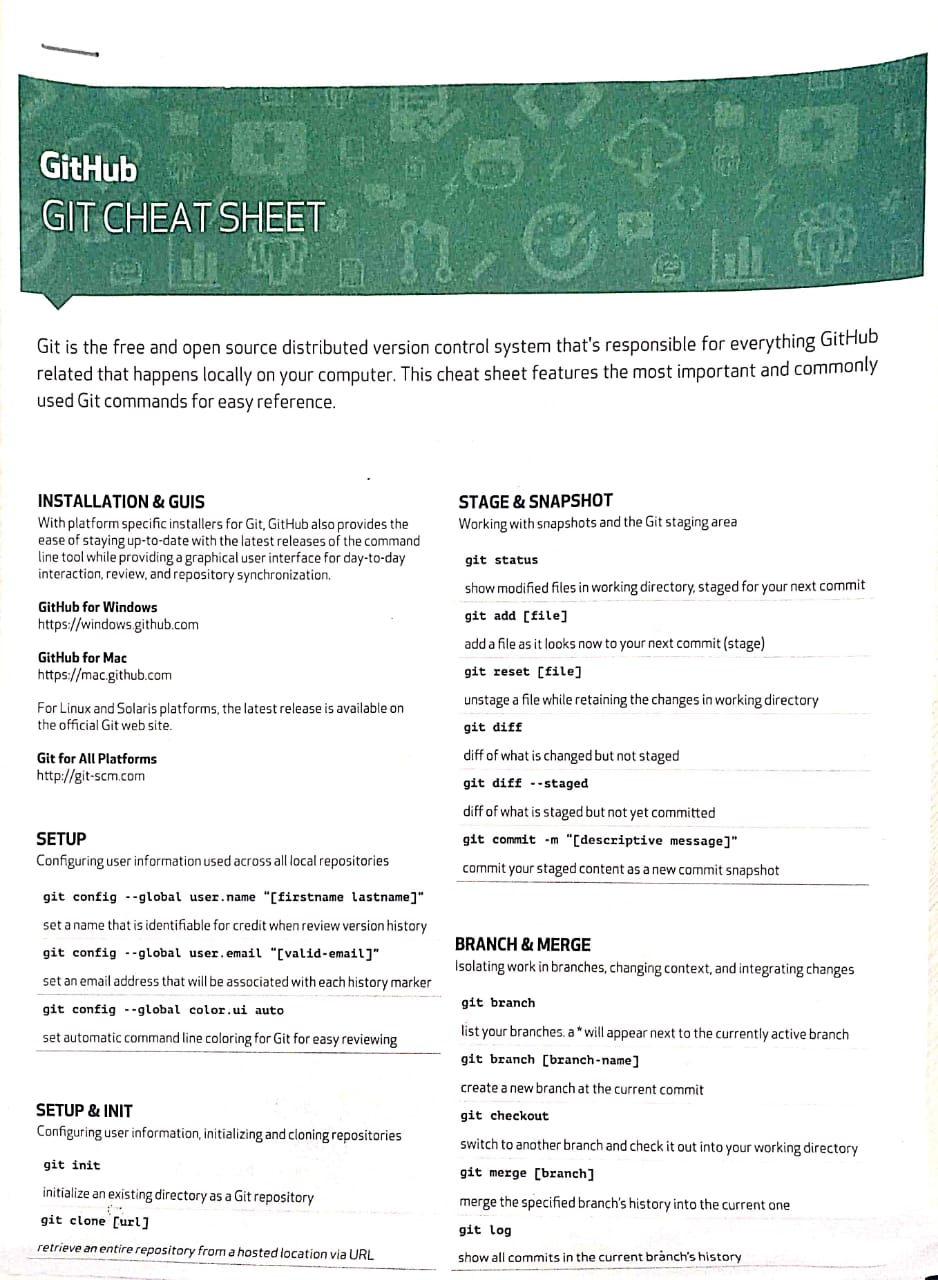 GitHub
GIT CHEAT SHEET
Git is the free and open source distributed version control system that's responsible for everything GitHub
related that happens locally on your computer. This cheat sheet features the most important and commonly
used Git commands for easy reference.
INSTALLATION & GUIS
With platform specific installers for Git, GitHub also provides the
ease of staying up-to-date with the latest releases of the command
line tool while providing a graphical user interface for day-to-day
interaction, review, and repository synchronization.
GitHub for Windows
https://windows.github.com
GitHub for Mac
https://mac.github.com
For Linux and Solaris platforms, the latest release is available on
the official Git web site.
Git for All Platforms
http://git-scm.com
SETUP
Configuring user information used across all local repositories
git config --global user.name "[firstname lastname]"
set a name that is identifiable for credit when review version history
git config --global user.email "[valid-email]"
set an email address that will be associated with each history marker
git config --global color.ui auto
set automatic command line coloring for Git for easy reviewing
SETUP & INIT
Configuring user information, initializing and cloning repositories
git init
initialize an existing directory as a Git repository
git clone [url]
retrieve an entire repository from a hosted location via URL
STAGE & SNAPSHOT
Working with snapshots and the Git staging area
git status
show modified files in working directory, staged for your next commit
git add [file]
add a file as it looks now to your next commit (stage)
git reset [file]
unstage a file while retaining the changes in working directory
git diff
diff of what is changed but not staged
git diff --staged
diff of what is staged but not yet committed
git commit -m "[descriptive message]"
commit your staged content as a new commit snapshot
BRANCH & MERGE
Isolating work in branches, changing context, and integrating changes
git branch
list your branches. a * will appear next to the currently active branch
git branch [branch-name]
create a new branch at the current commit
git checkout
switch to another branch and check it out into your working directory
git merge [branch]
merge the specified branch's history into the current one
git log
show all commits in the current branch's history